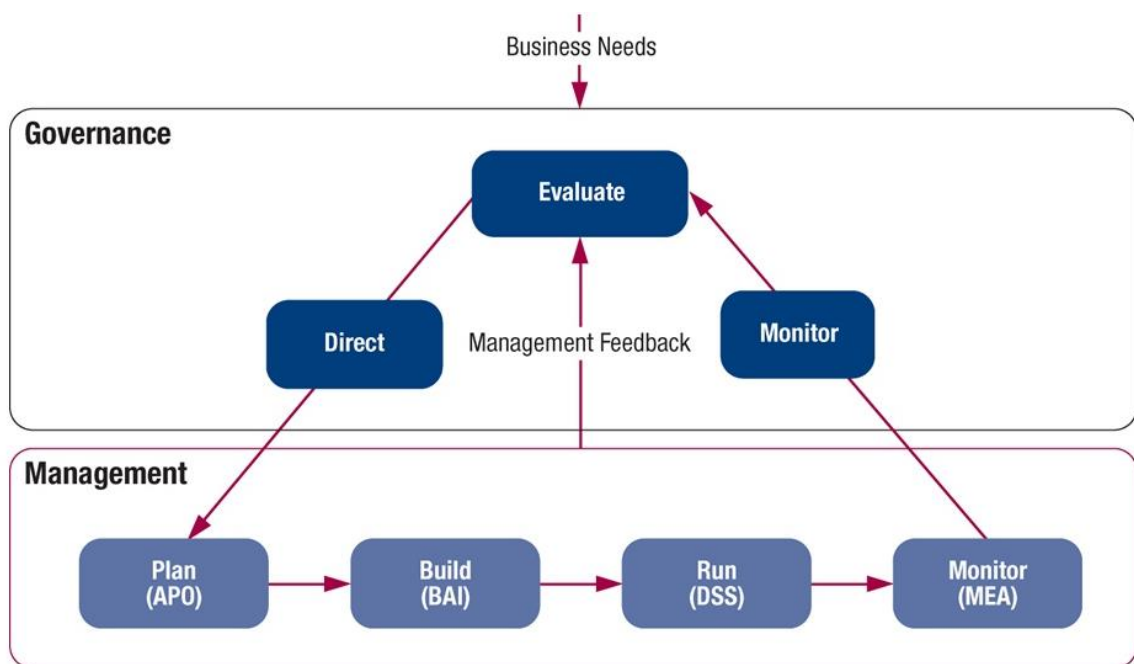 Business Needs
Governance
Evaluate
Direct
Management Feedback
Monitor
Management
Plan
(APO)
Build
(BAI)
Run
(DSS)
Monitor
(MEA)